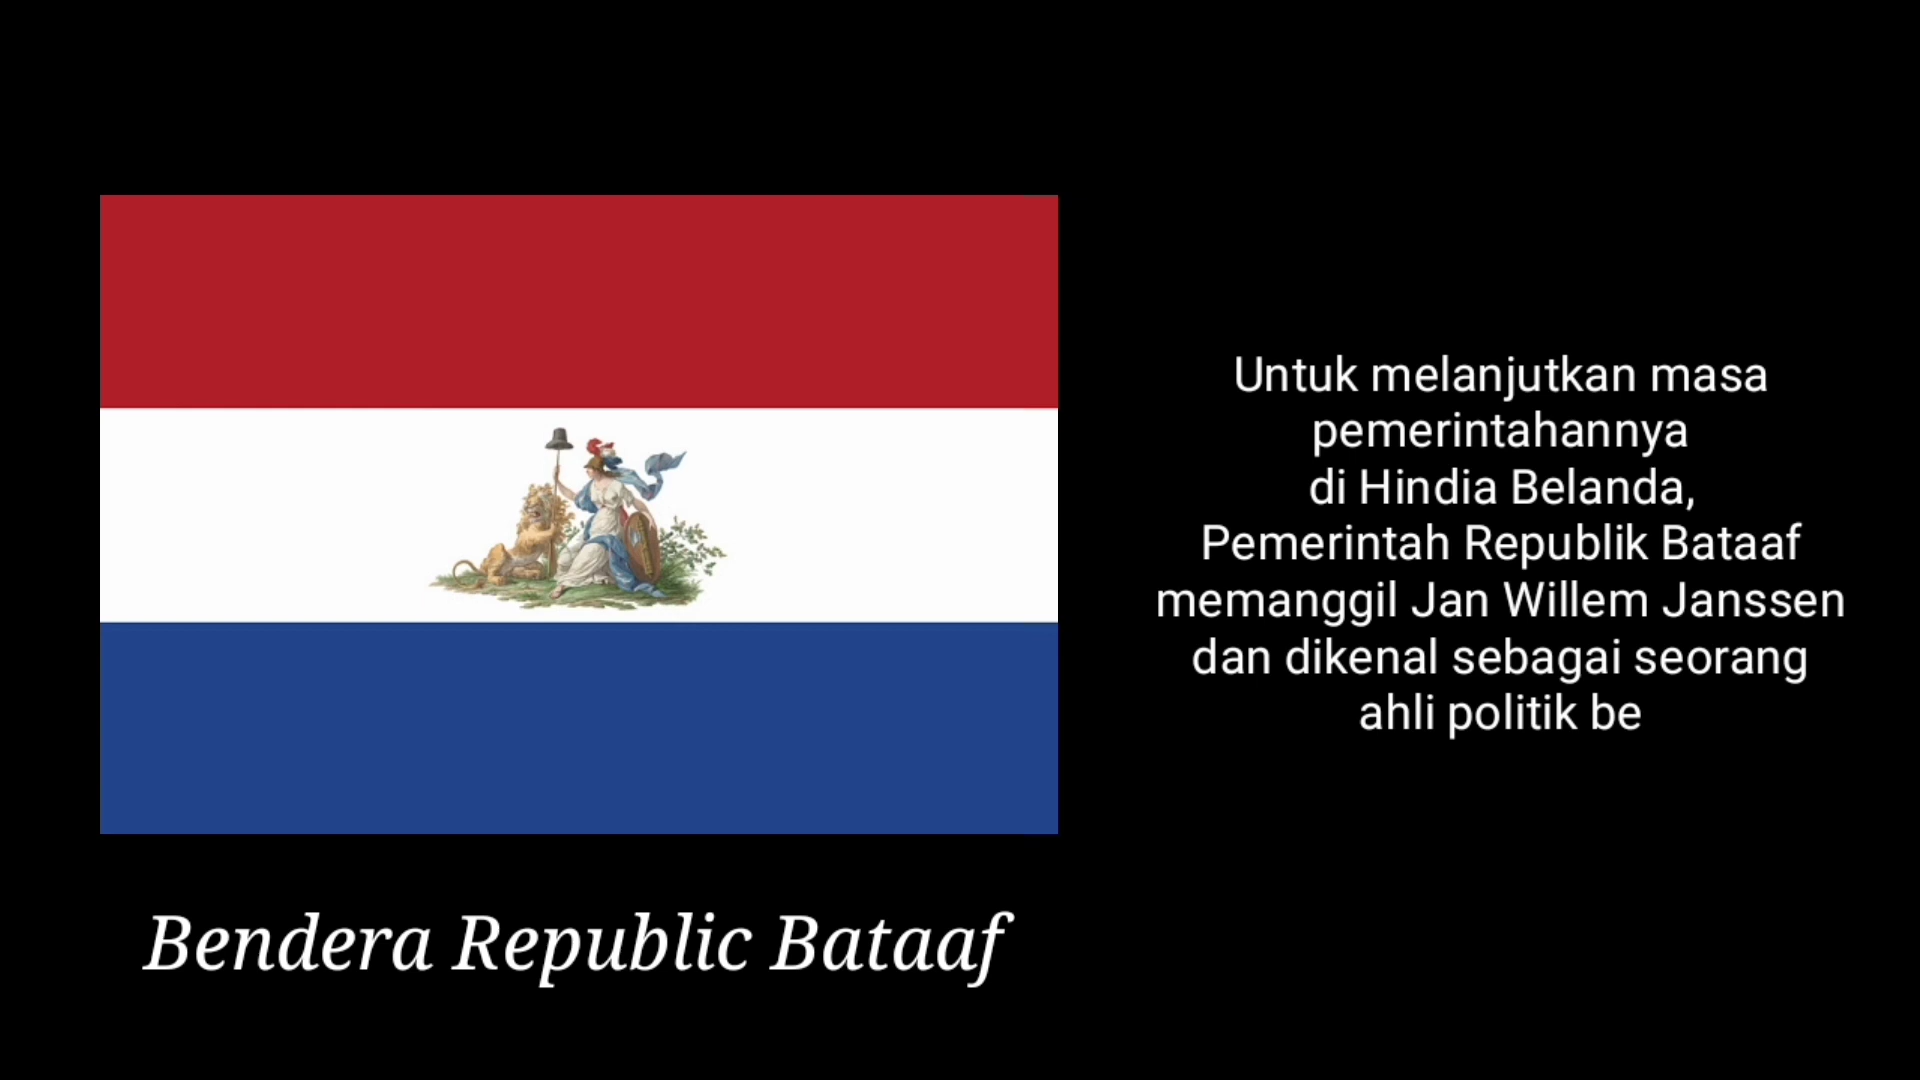 Untuk melanjutkan masa
pemerintahannya
di Hindia Belanda,
Pemerintah Republik Bataaf
memanggil Jan Willem Janssen
dan dikenal sebagai seorang
ahli politik be
Bendera Republic Bataaf